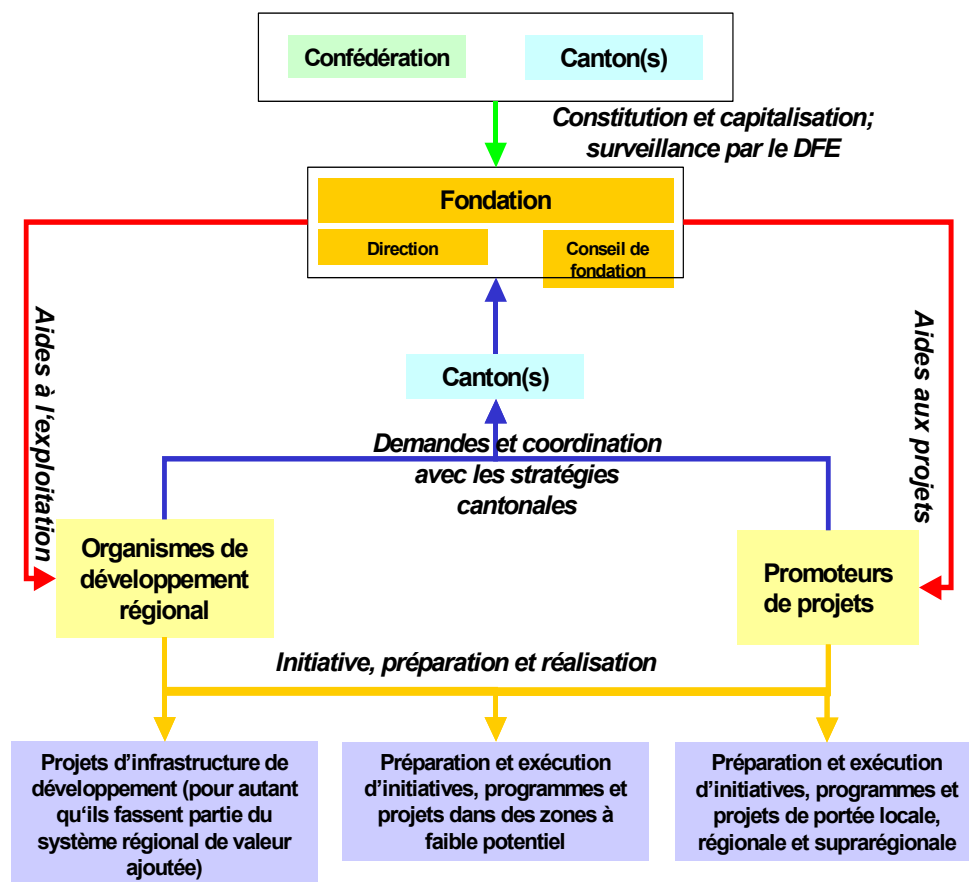 Confédération
Canton(s)
Constitution et capitalisation;
surveillance par le DFE
Fondation
Direction
Conseil de
fondation
Aides à l‘exploitation
Aides aux projets
Canton(s)
Demandes et coordination
avec les stratégies
cantonales
Organismes de
développement
régional
Promoteurs
de projets
Initiative, préparation et réalisation
Projets d’infrastructure de
développement (pour autant
qu‘ils fassent partie du
système régional de valeur
ajoutée)
Préparation et exécution
d’initiatives, programmes et
projets dans des zones à
faible potentiel
Préparation et exécution
d’initiatives, programmes et
projets de portée locale,
régionale et suprarégionale